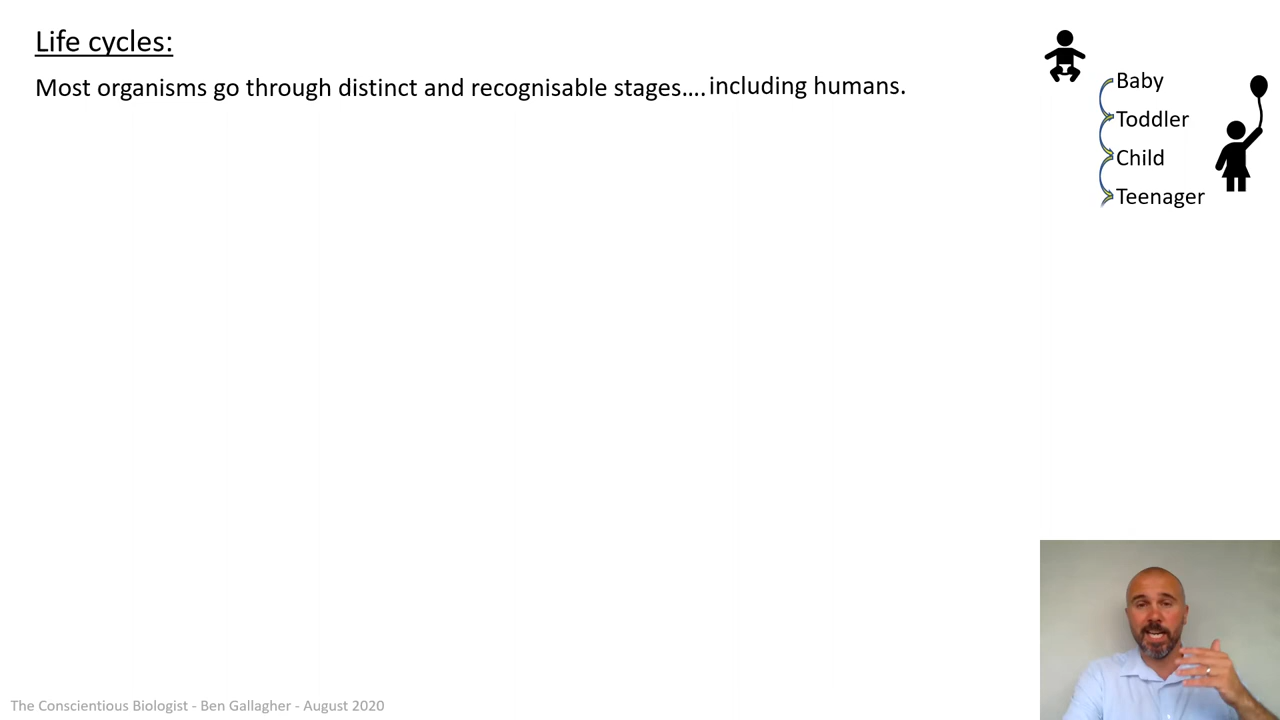 Life cycles:
Most organisms go through distinct and recognisable stages.... including humans.
Baby
Toddler
Child
Teenager
The Conscientious Biologist - Ben Gallagher - August 2020